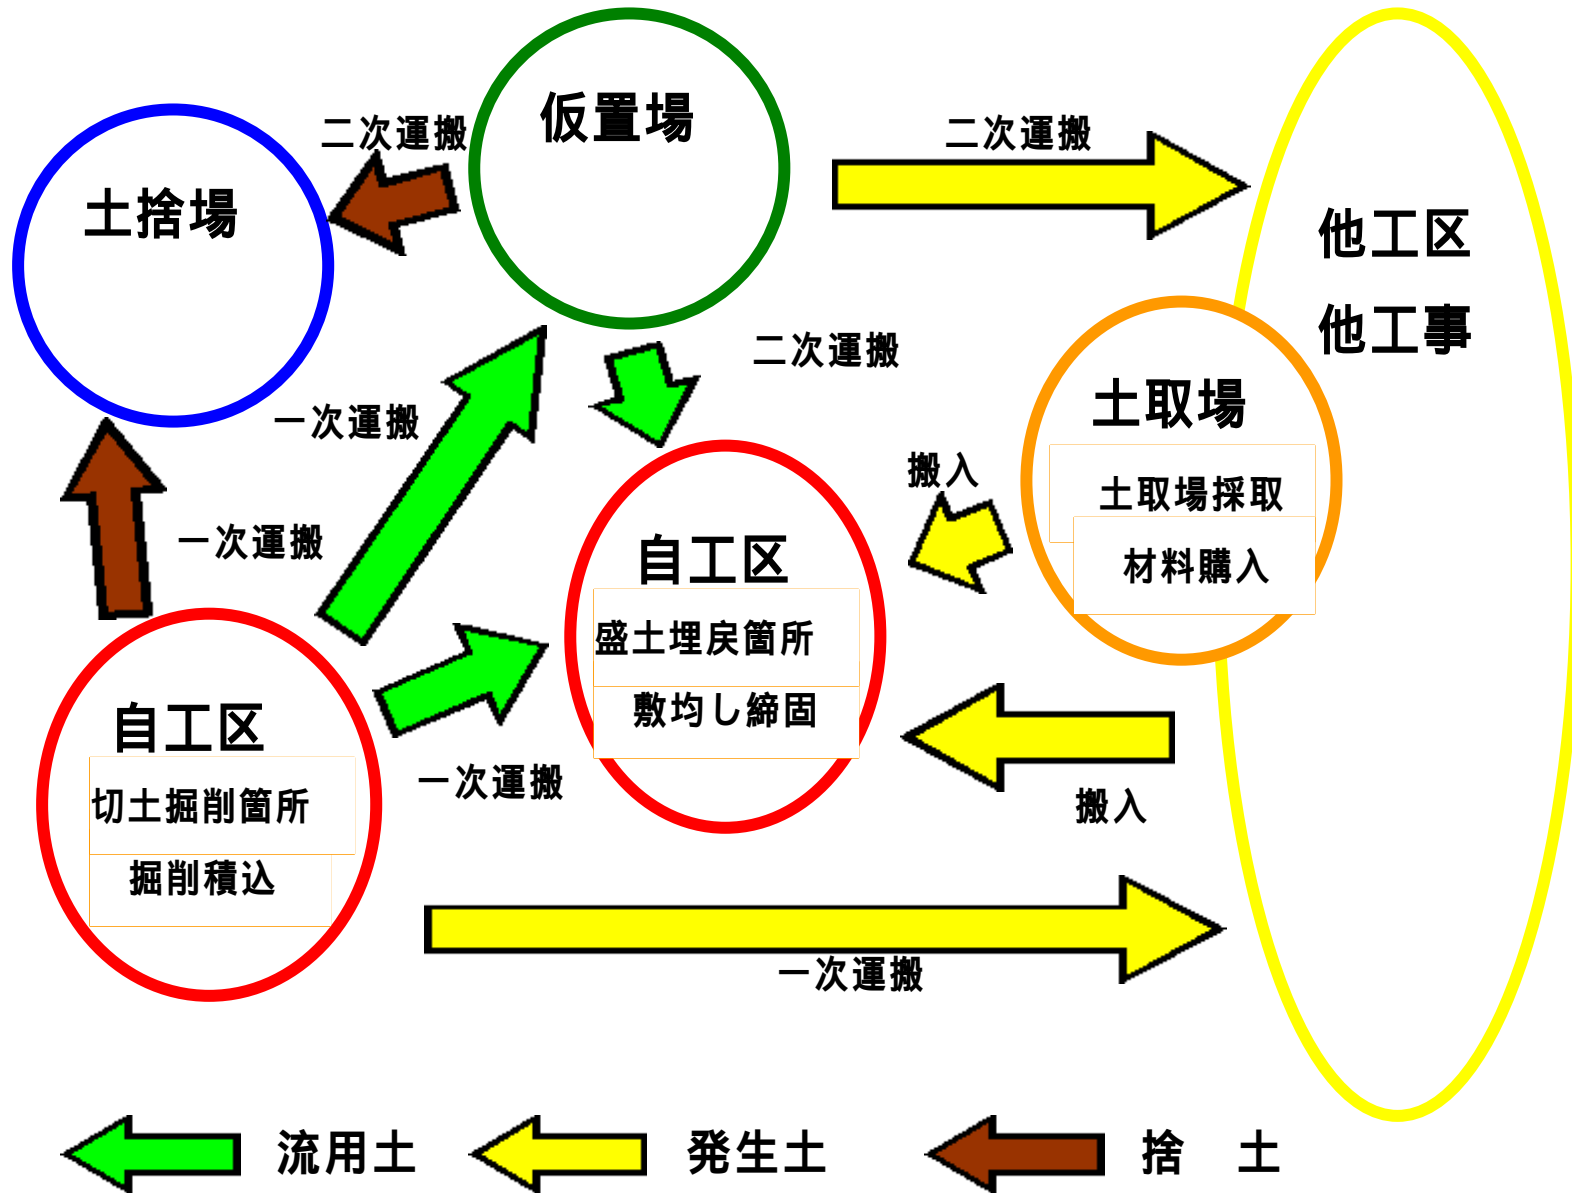 仮置場
二次運搬
二次運搬
土捨場
他工区
他工事
二次運搬
土取場
一次運搬
搬入
土取場採取
一次運搬
自工区
材料購入
盛土埋戻箇所
敷均し締固
自工区
一次運搬
搬入
切土掘削箇所
掘削積込
一次運搬
流用土
発生土
捨　土